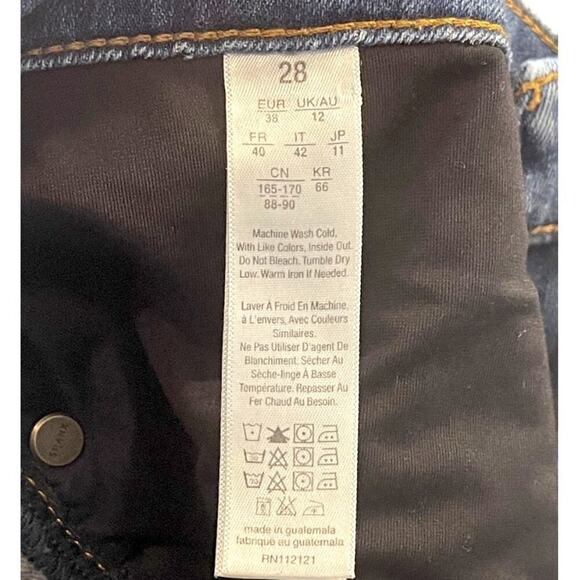 28
EUR UK/AU
38 12
FR IT JP
40 42 11
CN KR
165-170 66
88-90
Machine Wash Cold,
With Like Colors, Inside Out.
Do Not Bleach. Tumble Dry
Low. Warm Iron If Needed.
Laver À Froid En Machine,
à L'envers, Avec Couleurs
Similaires.
Ne Pas Utiliser D'agent De
Blanchiment. Sécher Au
Sèche-linge À Basse
Température. Repasser Au
Fer Chaud Au Besoin.
made in guatemala
fabriqué au guatemala
RN112121
SPANX